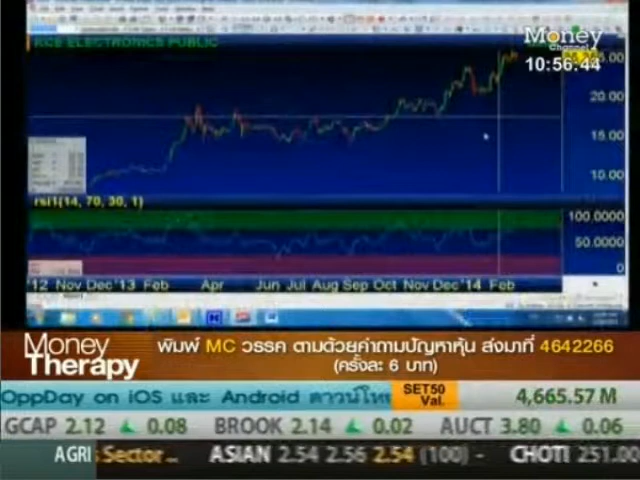 Money
Channel
KCE ELECTRONICS PUBLIC
10:56:44
20.00
15.00
10.00
rsi1(14, 70, 30, 1)
100.0000
50.0000
0.0000
'12 Nov Dec'13 Feb Apr Jun Jul Aug Sep Oct Nov Dec'14 Feb
Money
Therapy
พิมพ์ MC วรรค ตามด้วยคำถามปัญหาหุ้น ส่งมาที่ 4642266
(ครั้งละ 6 บาท)
OppDay on iOS และ Android ดาวน์โห
SET50
Val.
4,665.57 M
GCAP 2.12 ▲ 0.08 BROOK 2.14 ▲ 0.02 AUCT 3.80 ▲ 0.06
AGRI Sector... ASIAN 2.54 2.56 2.54 (100) - CHOTI 251.00